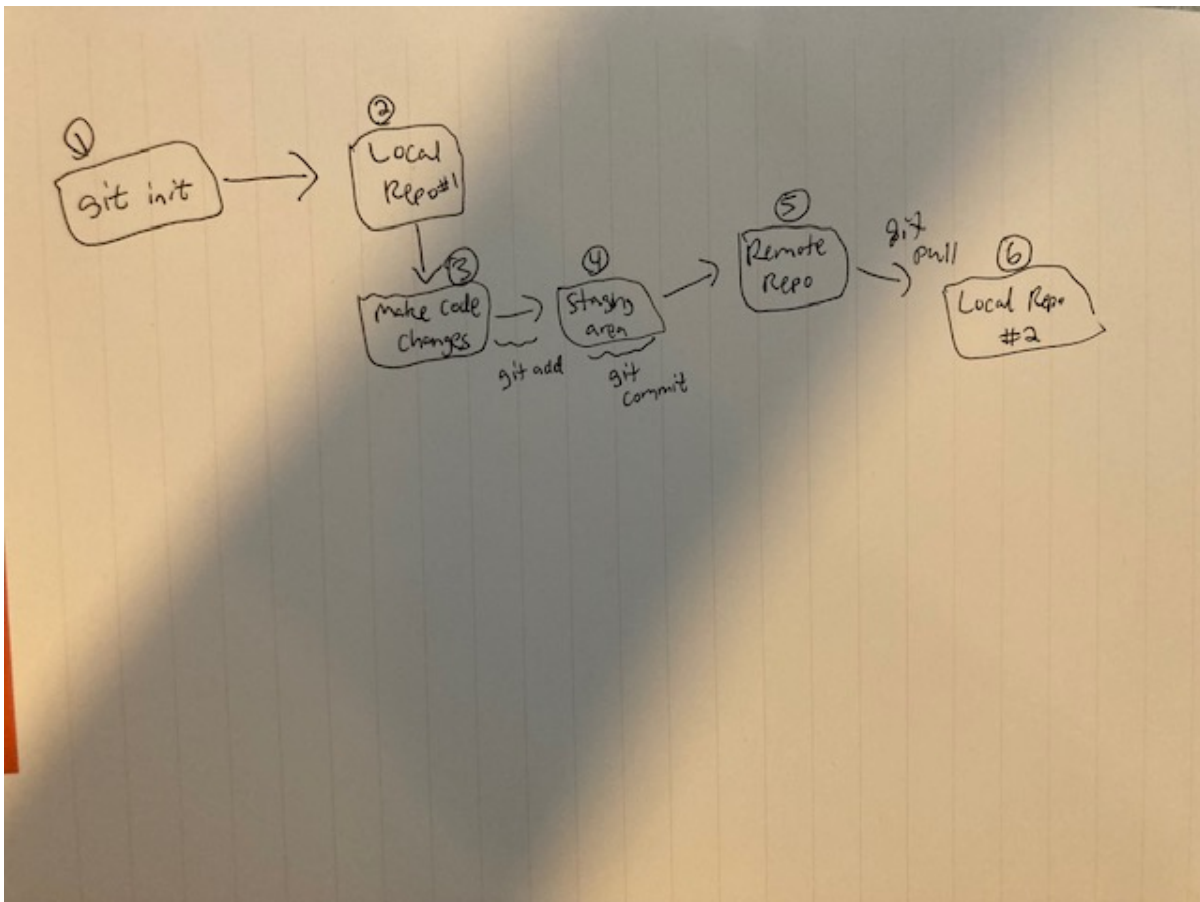 ①
git init
②
Local
Repo#1
③
Make code
changes
git add
④
Staging
area
git
commit
⑤
Remote
Repo
git
pull
⑥
Local Repo
#2